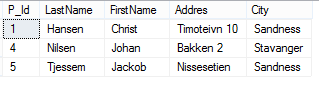 P_Id LastName FirstName Addres City
1 Hansen Christ Timoteivn 10 Sandness
4 Nilsen Johan Bakken 2 Stavanger
5 Tjessem Jackob Nissesetien Sandness